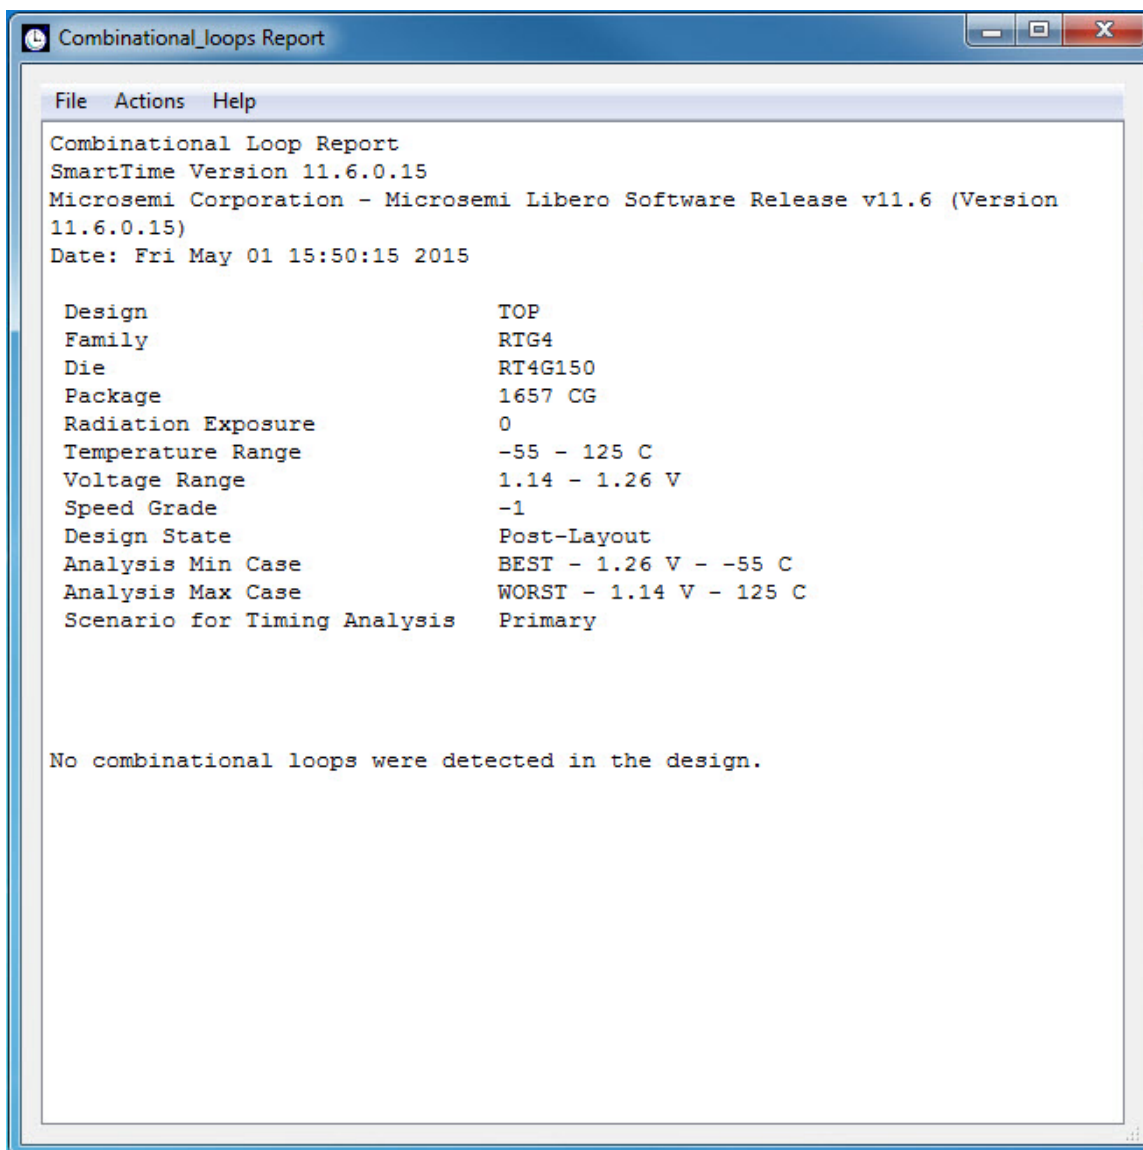 Combinational_loops Report
File Actions Help
Combinational Loop Report
SmartTime Version 11.6.0.15
Microsemi Corporation - Microsemi Libero Software Release v11.6 (Version
11.6.0.15)
Date: Fri May 01 15:50:15 2015
Design TOP
Family RTG4
Die RT4G150
Package 1657 CG
Radiation Exposure 0
Temperature Range -55 - 125 C
Voltage Range 1.14 - 1.26 V
Speed Grade -1
Design State Post-Layout
Analysis Min Case BEST - 1.26 V - -55 C
Analysis Max Case WORST - 1.14 V - 125 C
Scenario for Timing Analysis Primary
No combinational loops were detected in the design.